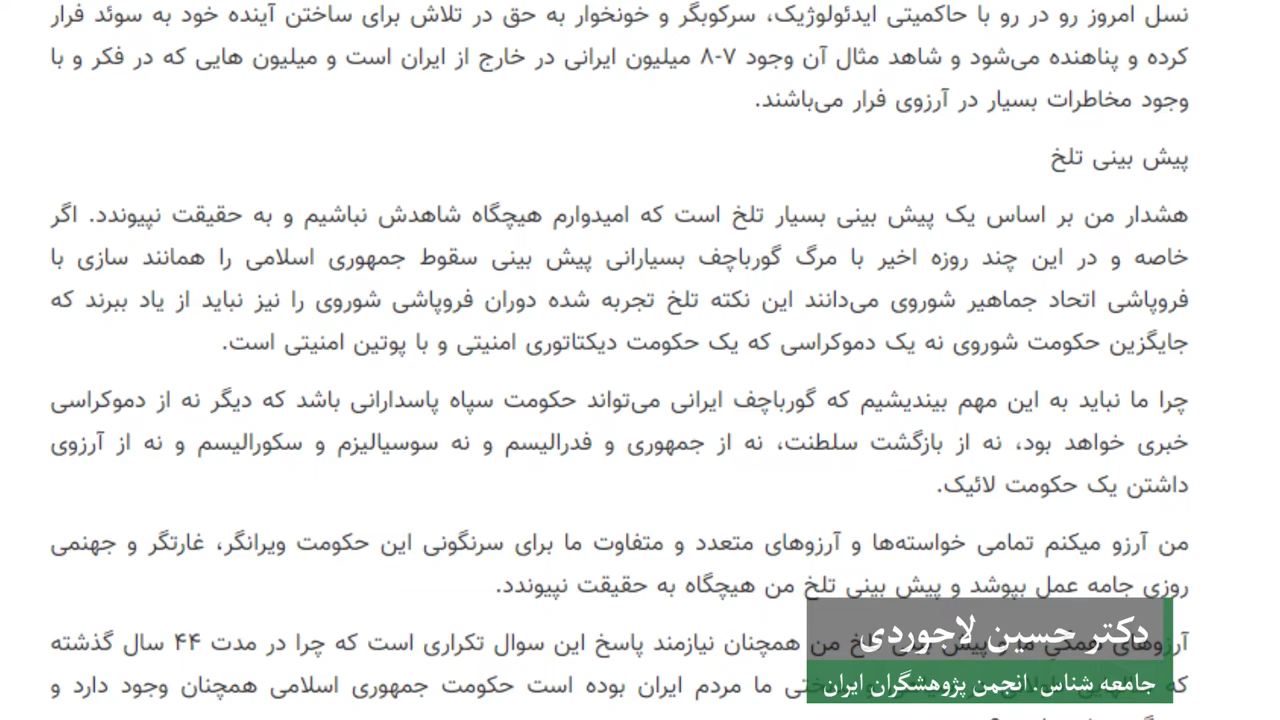 نسل امروز رو در رو با حاکمیتی ایدئولوژیک، سرکوبگر و خونخوار به حق در تلاش برای ساختن آینده خود به سوئد فرار
کرده و پناهنده می‌شود و شاهد مثال آن وجود ۷-۸ میلیون ایرانی در خارج از ایران است و میلیون هایی که در فکر و با
وجود مخاطرات بسیار در آرزوی فرار می‌باشند.
پیش بینی تلخ
هشدار من بر اساس یک پیش بینی بسیار تلخ است که امیدوارم هیچگاه شاهدش نباشیم و به حقیقت نپیوندد. اگر
خاصه و در این چند روزه اخیر با مرگ گورباچف بسیارانی پیش بینی سقوط جمهوری اسلامی را همانند سازی با
فروپاشی اتحاد جماهیر شوروی می‌دانند این نکته تلخ تجربه شده دوران فروپاشی شوروی را نیز نباید از یاد ببرند که
جایگزین حکومت شوروی نه یک دموکراسی که یک حکومت دیکتاتوری امنیتی و با پوتین امنیتی است.
چرا ما نباید به این مهم بیندیشیم که گورباچف ایرانی می‌تواند حکومت سپاه پاسدارانی باشد که دیگر نه از دموکراسی
خبری خواهد بود، نه از بازگشت سلطنت، نه از جمهوری و فدرالیسم و نه سوسیالیزم و سکورالیسم و نه از آرزوی
داشتن یک حکومت لائیک.
من آرزو میکنم تمامی خواسته‌ها و آرزوهای متعدد و متفاوت ما برای سرنگونی این حکومت ویرانگر، غارتگر و جهنمی
روزی جامه عمل بپوشد و پیش بینی تلخ من هیچگاه به حقیقت نپیوندد.
آرزوهای همگی ما و پیش بینی تلخ من همچنان نیازمند پاسخ این سوال تکراری است که چرا در مدت ۴۴ سال گذشته
که ما مردم ایران بوده است حکومت جمهوری اسلامی همچنان وجود دارد و
دکتر حسین لاجوردی
جامعه شناس، انجمن پژوهشگران ایران